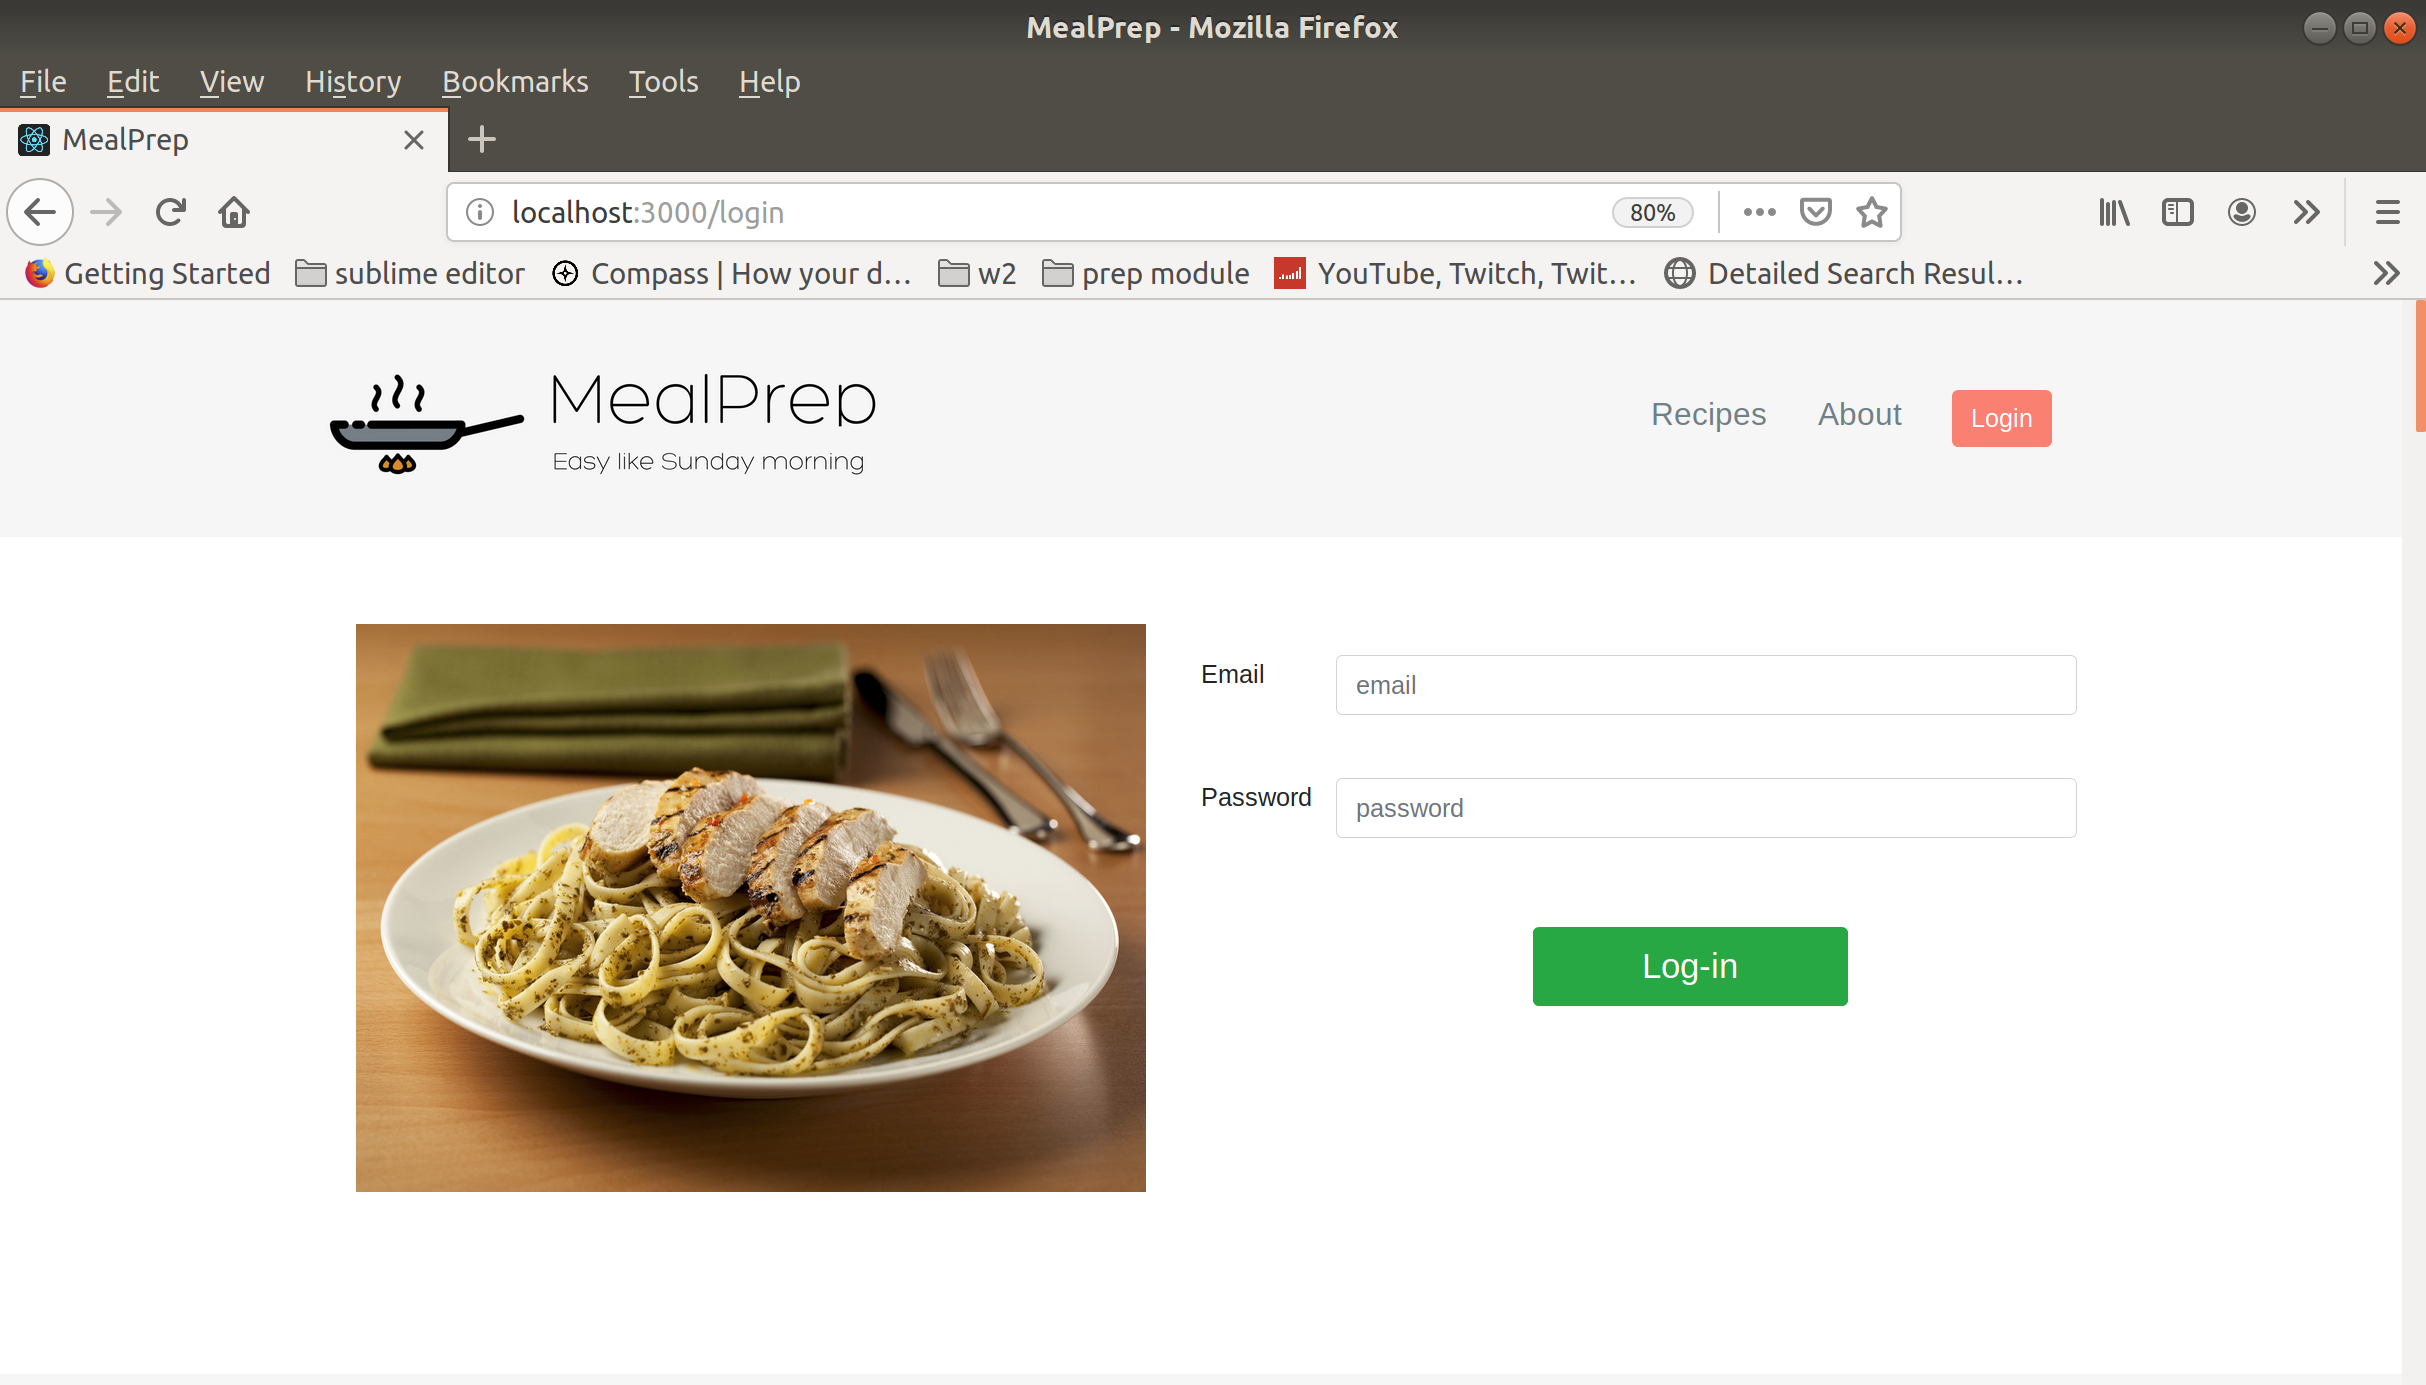 MealPrep - Mozilla Firefox
File Edit View History Bookmarks Tools Help
MealPrep
localhost:3000/login 80%
Getting Started sublime editor Compass | How your d… w2 prep module YouTube, Twitch, Twit… Detailed Search Resul…
MealPrep
Easy like Sunday morning
Recipes About Login
Email email
Password password
Log-in